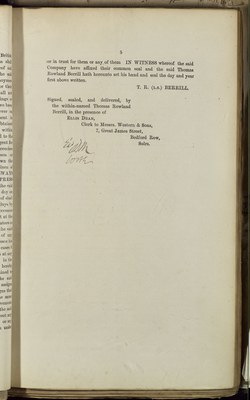 3
or in trust for them or any of them IN WITNESS whereof the said
Company have affixed their common seal and the said Thomas
Rowland Berrill hath hereunto set his hand and seal the day and year
first above written.
T. R. (L.S.) BERRILL.
Signed, sealed, and delivered, by
the within-named Thomas Rowland
Berrill, in the presence of
Clerk to Messrs. Western & Sons,
7, Great James Street,
Bedford Row,
Solrs.